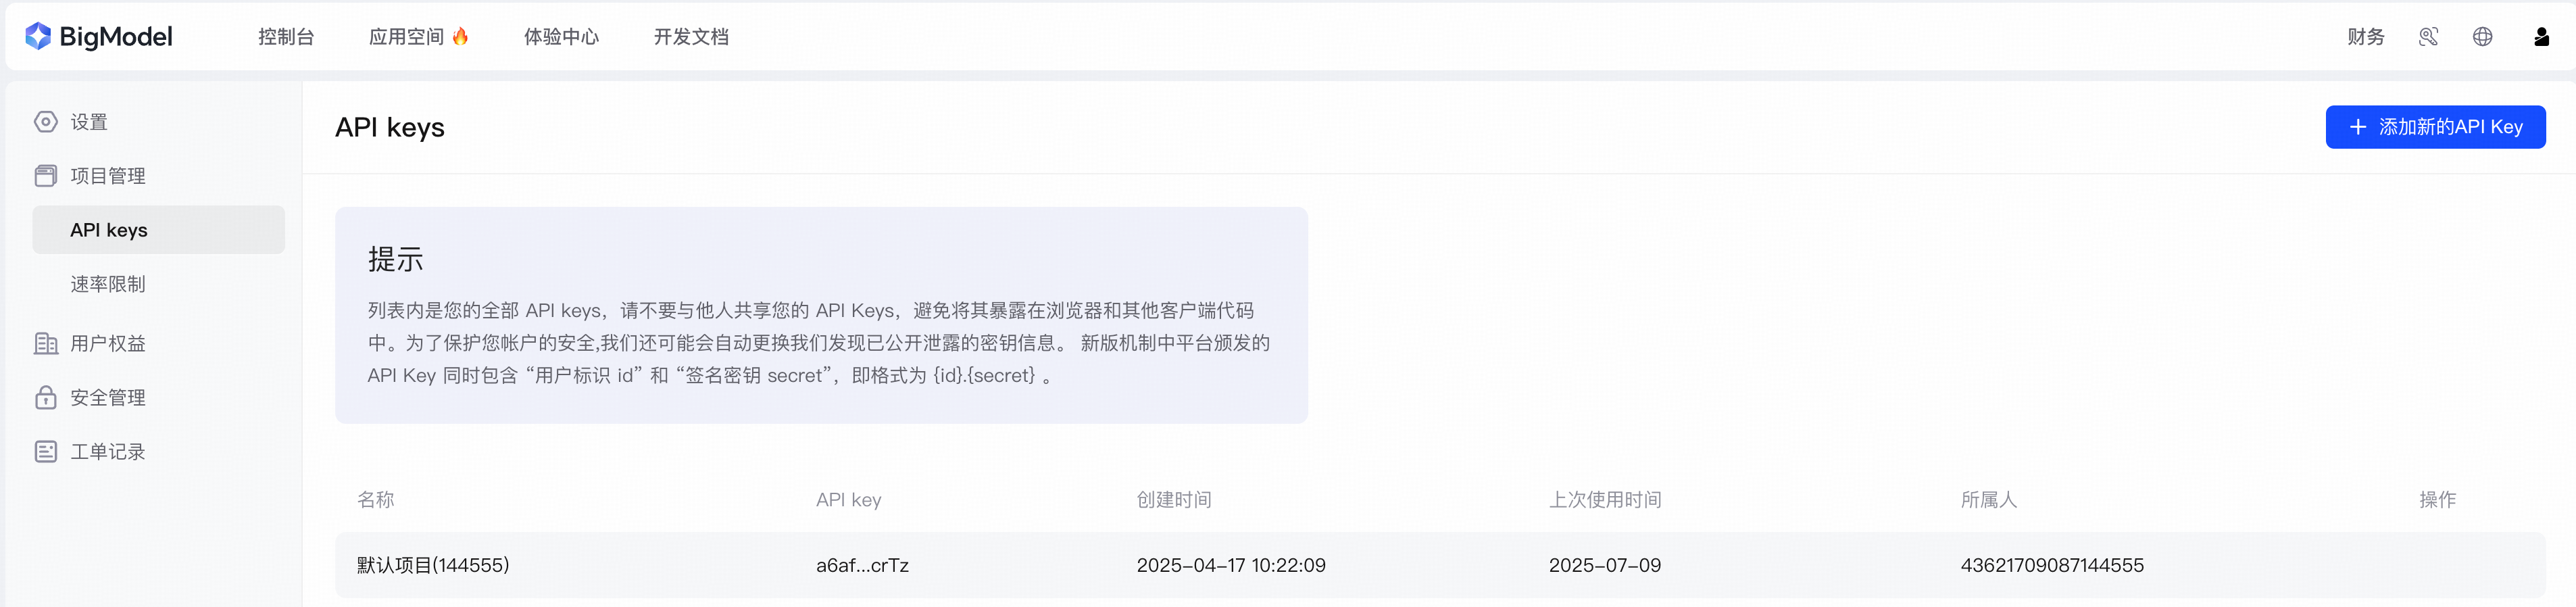 BigModel
控制台
应用空间
体验中心
开发文档
财务
设置
项目管理
API keys
速率限制
用户权益
安全管理
工单记录
API keys
添加新的API Key
提示
列表内是您的全部 API keys，请不要与他人共享您的 API Keys，避免将其暴露在浏览器和其他客户端代码
中。为了保护您帐户的安全,我们还可能会自动更换我们发现已公开泄露的密钥信息。 新版机制中平台颁发的
API Key 同时包含 “用户标识 id” 和 “签名密钥 secret”，即格式为 {id}.{secret} 。
名称 API key 创建时间 上次使用时间 所属人 操作
默认项目(144555) a6af...crTz 2025-04-17 10:22:09 2025-07-09 43621709087144555